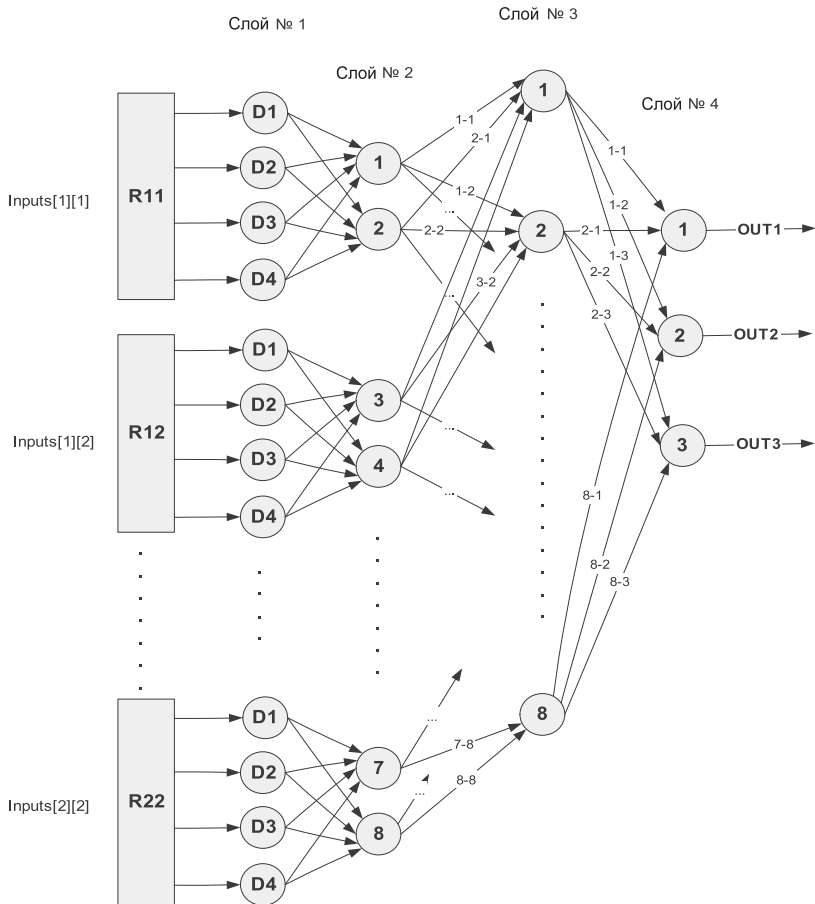 Слой № 1
Слой № 2
Слой № 3
Слой № 4
Inputs[1][1]
R11
D1
D2
D3
D4
1
2
Inputs[1][2]
R12
D1
D2
D3
D4
3
4
Inputs[2][2]
R22
D1
D2
D3
D4
7
8
1-1
2-1
1-2
...
2-2
...
3-2
...
...
...
7-8
...
8-8
1
2
8
1-1
1-2
2-1
1-3
2-2
2-3
8-1
8-2
8-3
1
OUT1
2
OUT2
3
OUT3